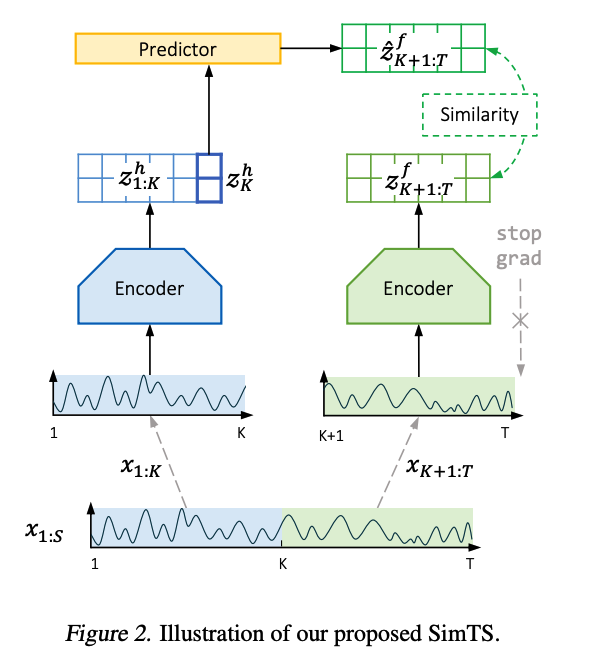 Predictor
ẑ^f_{K+1:T}
Similarity
z^h_{1:K}
z^h_K
z^f_{K+1:T}
stop
grad
Encoder
Encoder
1
K
K+1
T
x_{1:K}
x_{K+1:T}
x_{1:S}
1
K
T
Figure 2. Illustration of our proposed SimTS.